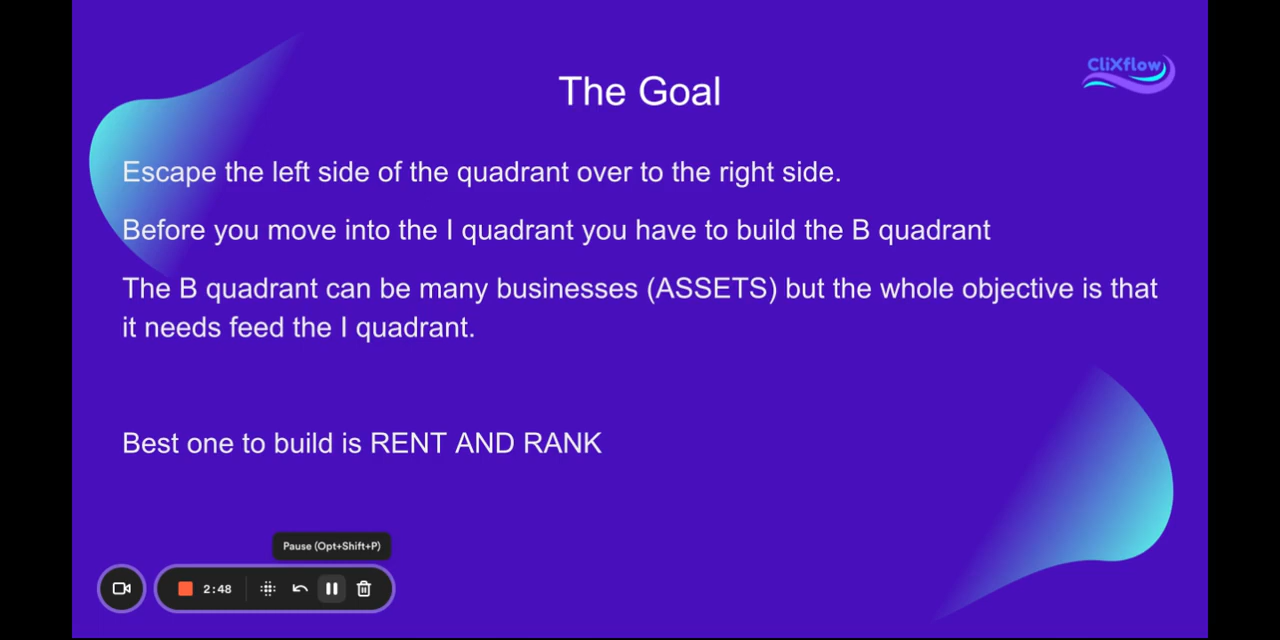 CliXflow
The Goal
Escape the left side of the quadrant over to the right side.
Before you move into the I quadrant you have to build the B quadrant
The B quadrant can be many businesses (ASSETS) but the whole objective is that
it needs feed the I quadrant.
Best one to build is RENT AND RANK
Pause (Opt+Shift+P)
2:48